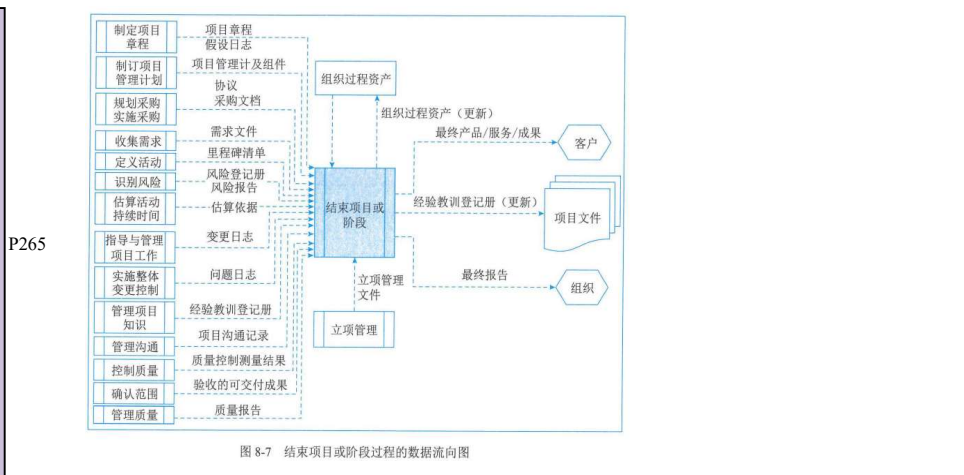 P265
制定项目
章程
项目章程
假设日志
制订项目
管理计划
项目管理计及组件
规划采购
实施采购
协议
采购文档
收集需求
需求文件
定义活动
里程碑清单
识别风险
风险登记册
风险报告
估算活动
持续时间
估算依据
指导与管理
项目工作
变更日志
实施整体
变更控制
问题日志
管理项目
知识
经验教训登记册
管理沟通
项目沟通记录
控制质量
质量控制测量结果
确认范围
验收的可交付成果
管理质量
质量报告
组织过程资产
组织过程资产（更新）
结束项目或
阶段
立项管理
文件
立项管理
最终产品/服务/成果
客户
经验教训登记册（更新）
项目文件
最终报告
组织
图 8-7 结束项目或阶段过程的数据流向图